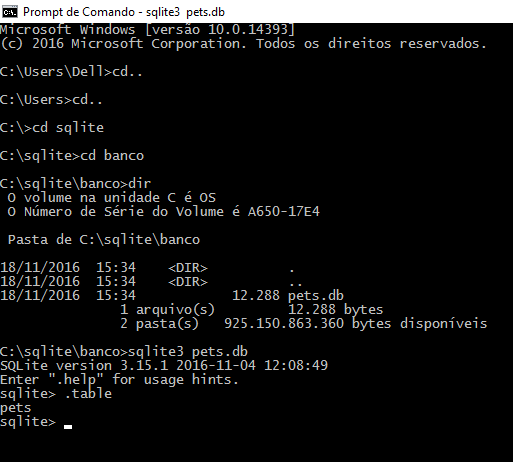 Prompt de Comando - sqlite3 pets.db
Microsoft Windows [versão 10.0.14393]
(c) 2016 Microsoft Corporation. Todos os direitos reservados.
C:\Users\Dell>cd..
C:\Users>cd..
C:\>cd sqlite
C:\sqlite>cd banco
C:\sqlite\banco>dir
 O volume na unidade C é OS
 O Número de Série do Volume é A650-17E4
 Pasta de C:\sqlite\banco
18/11/2016  15:34    <DIR>          .
18/11/2016  15:34    <DIR>          ..
18/11/2016  15:34            12.288 pets.db
               1 arquivo(s)         12.288 bytes
               2 pasta(s)   925.150.863.360 bytes disponíveis
C:\sqlite\banco>sqlite3 pets.db
SQLite version 3.15.1 2016-11-04 12:08:49
Enter ".help" for usage hints.
sqlite> .table
pets
sqlite>